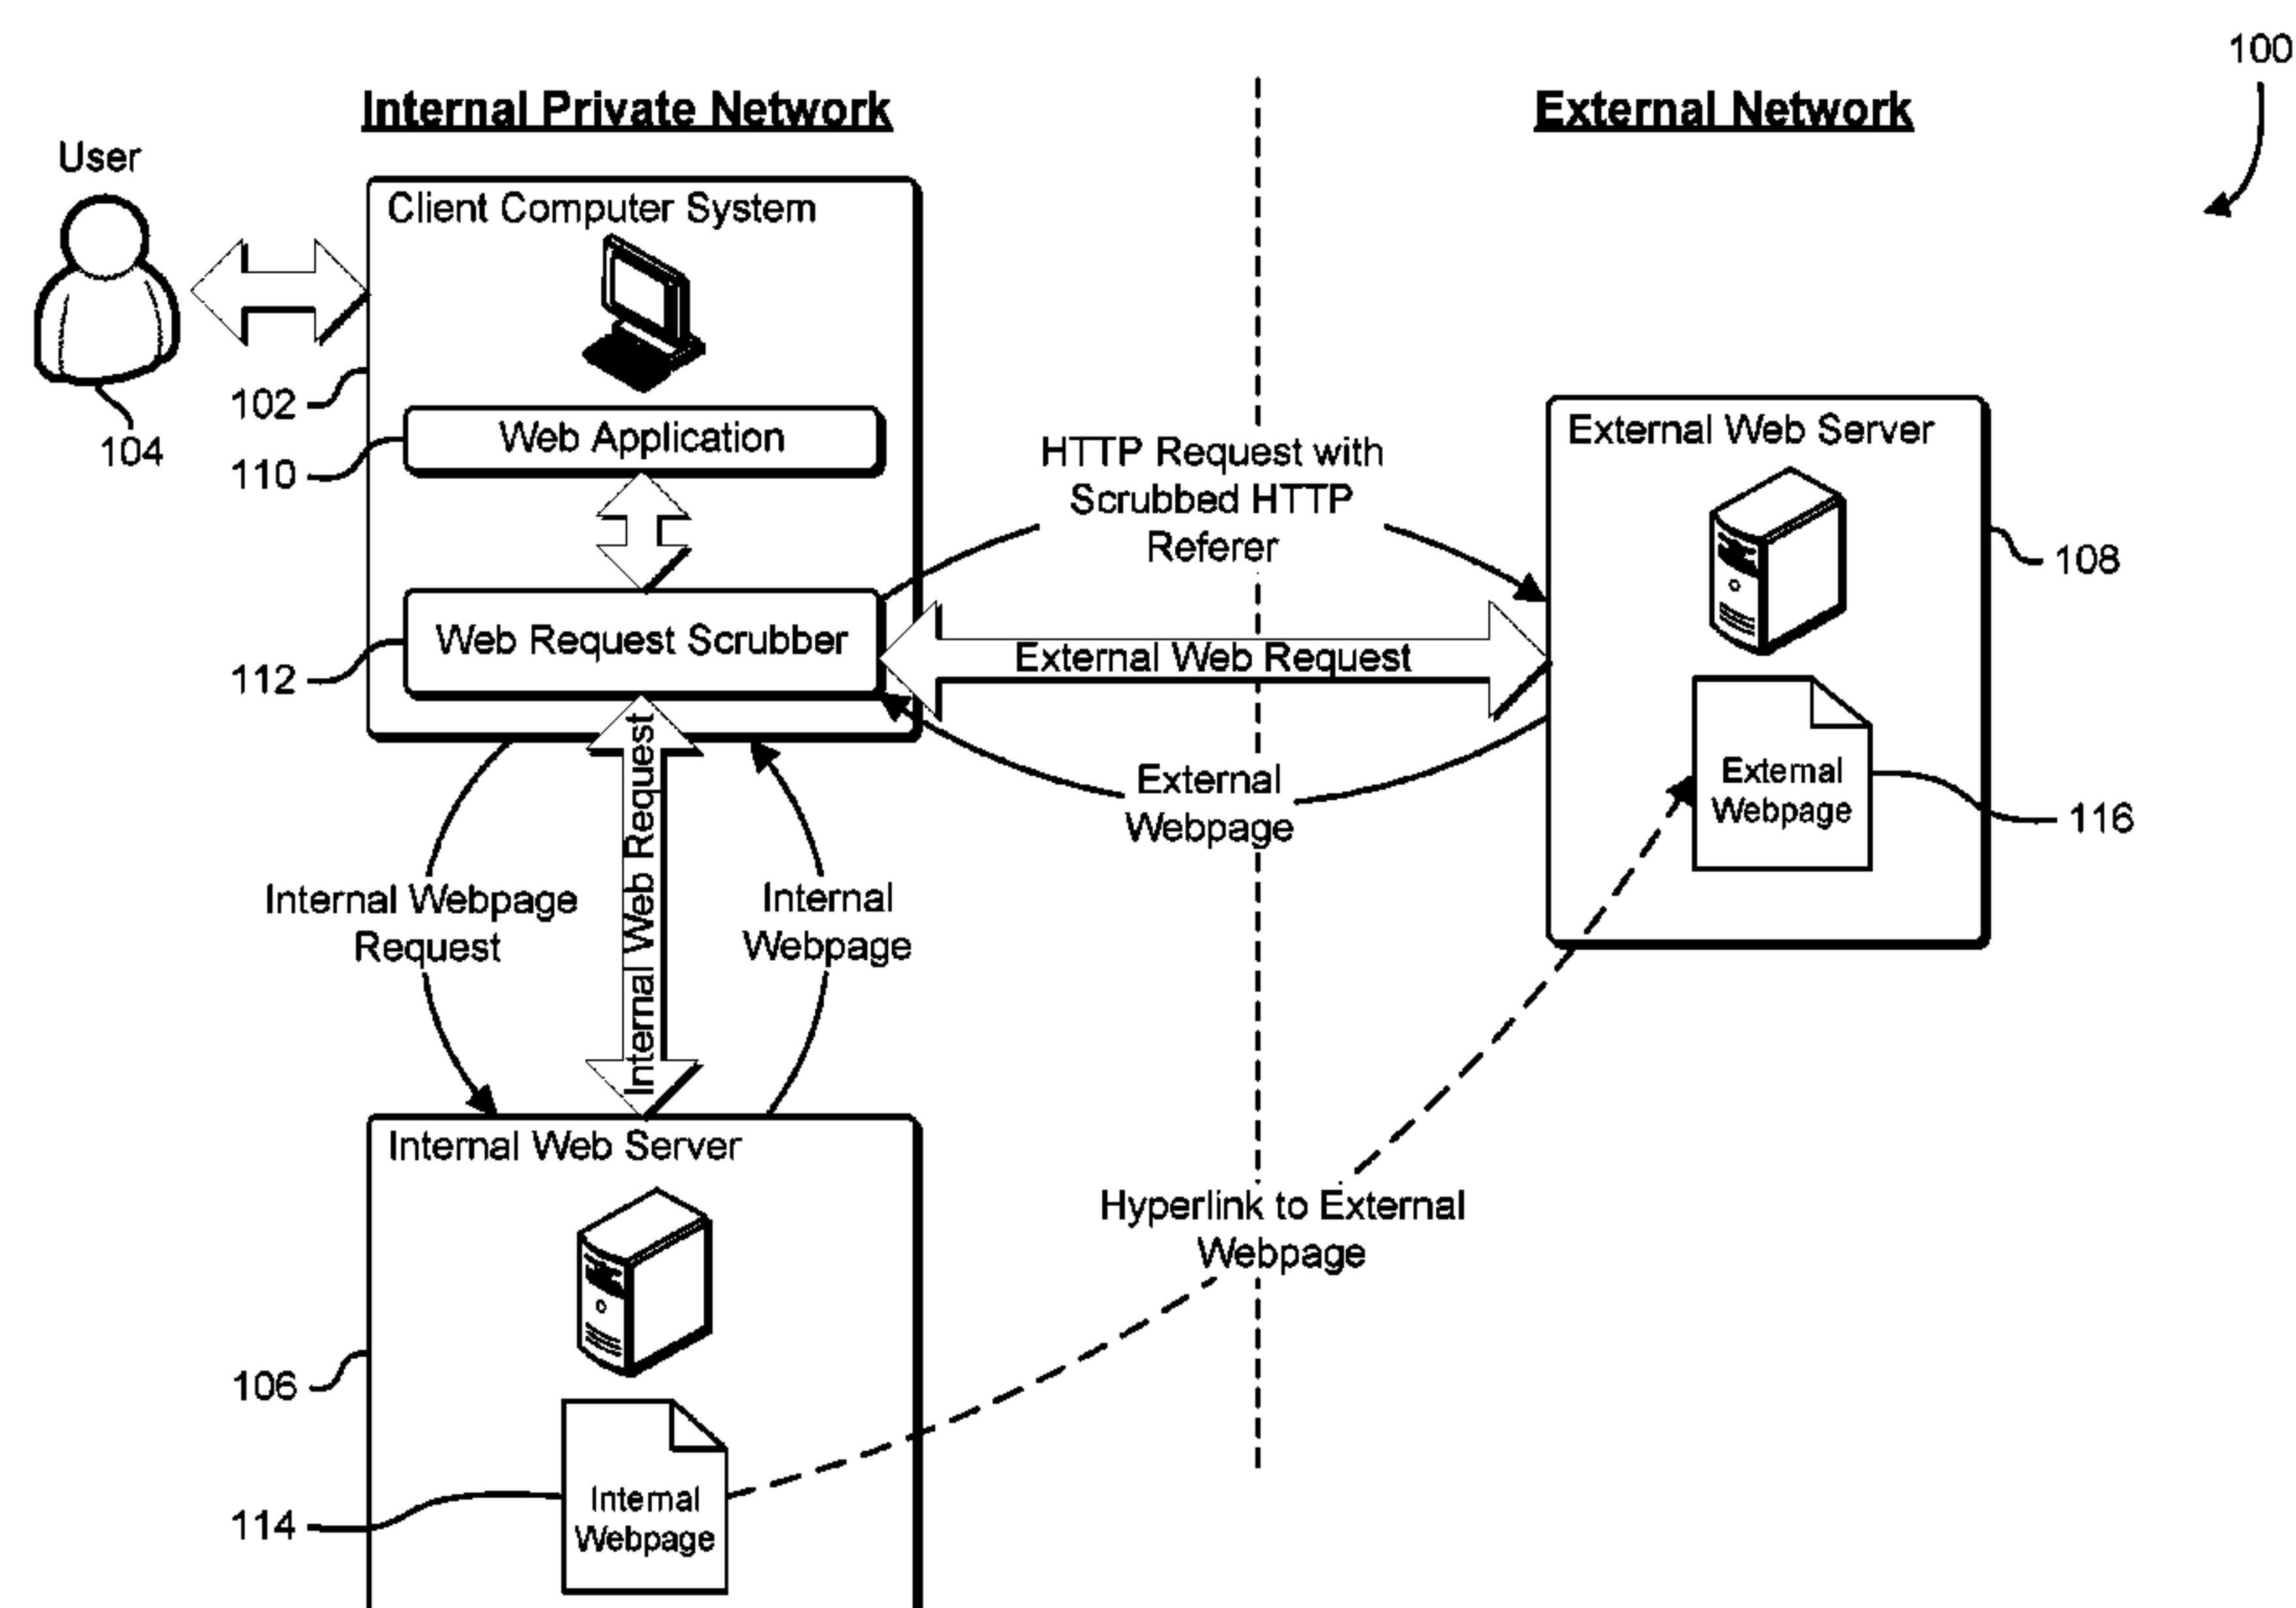 100
Internal Private Network
External Network
User
Client Computer System
102
104
Web Application
110
External Web Server
HTTP Request with
Scrubbed HTTP
Referer
108
Web Request Scrubber
112
External Web Request
External
Webpage
External
Webpage
116
Internal Web Request
Internal Webpage
Request
Internal
Webpage
Internal Web Server
Hyperlink to External
Webpage
106
114
Internal
Webpage